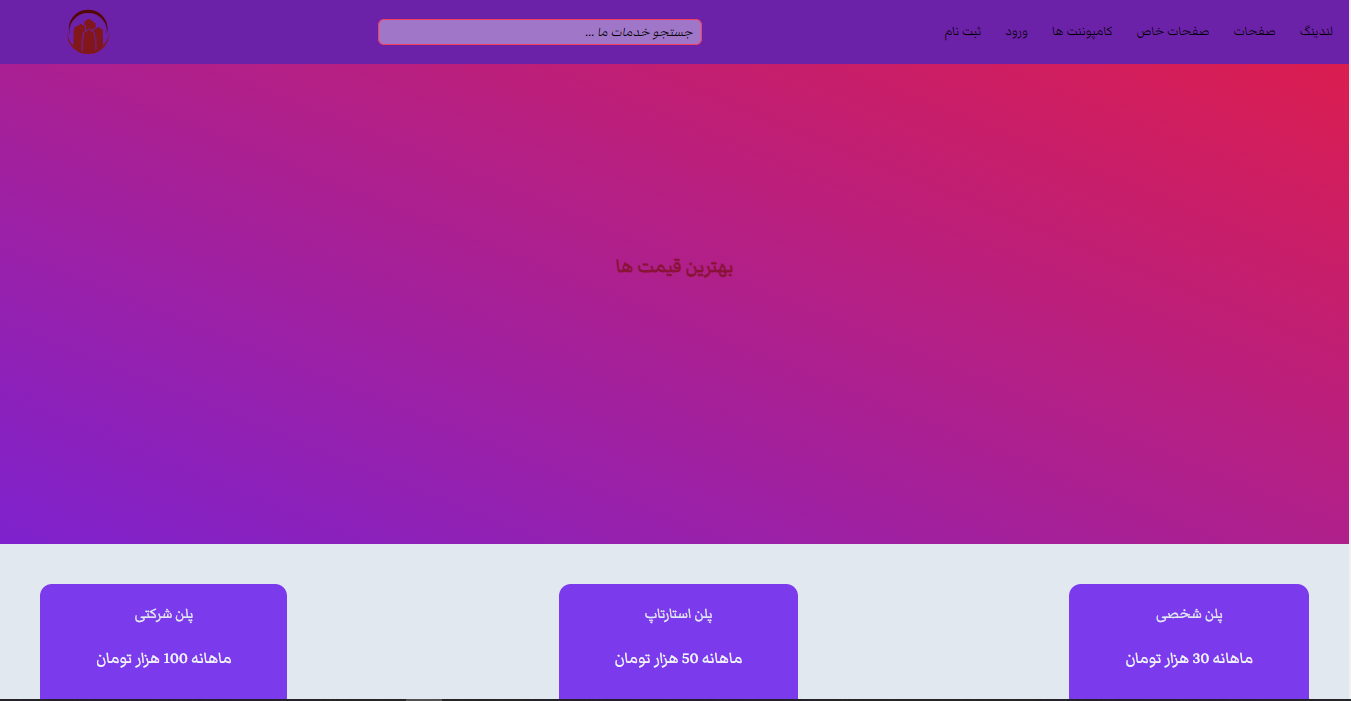 لندینگ صفحات صفحات خاص کامپوننت ها ورود ثبت نام
جستجو خدمات ما ...
بهترین قیمت ها
پلن شخصی
ماهانه 30 هزار تومان
پلن استارتاپ
ماهانه 50 هزار تومان
پلن شرکتی
ماهانه 100 هزار تومان